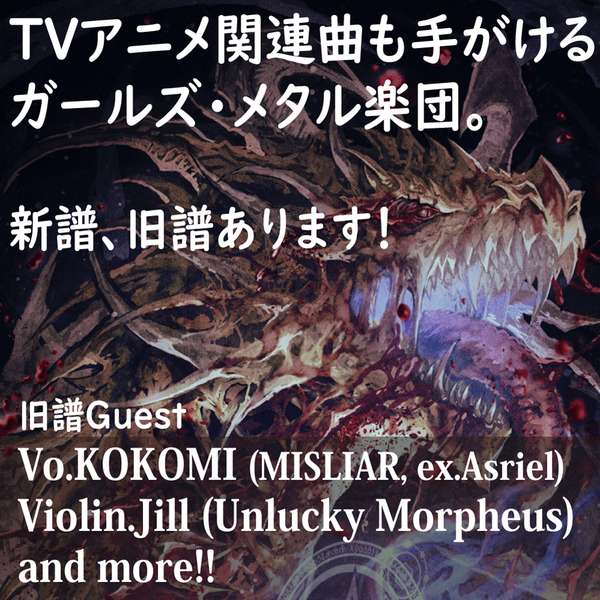 TVアニメ関連曲も手がける
ガールズ・メタル楽団。
新譜、旧譜あります！
旧譜Guest
Vo.KOKOMI (MISLIAR, ex.Asriel)
Violin.Jill (Unlucky Morpheus)
and more!!